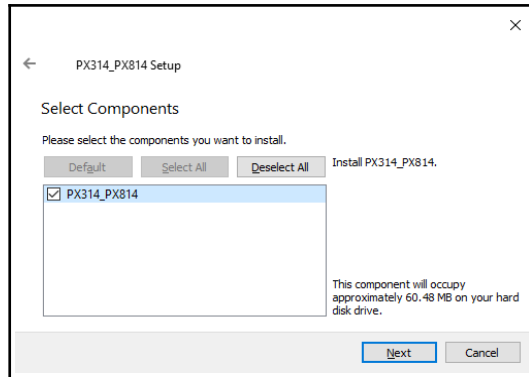 PX314_PX814 Setup
Select Components
Please select the components you want to install.
Default Select All Deselect All Install PX314_PX814.
PX314_PX814
This component will occupy
approximately 60.48 MB on your hard
disk drive.
Next Cancel